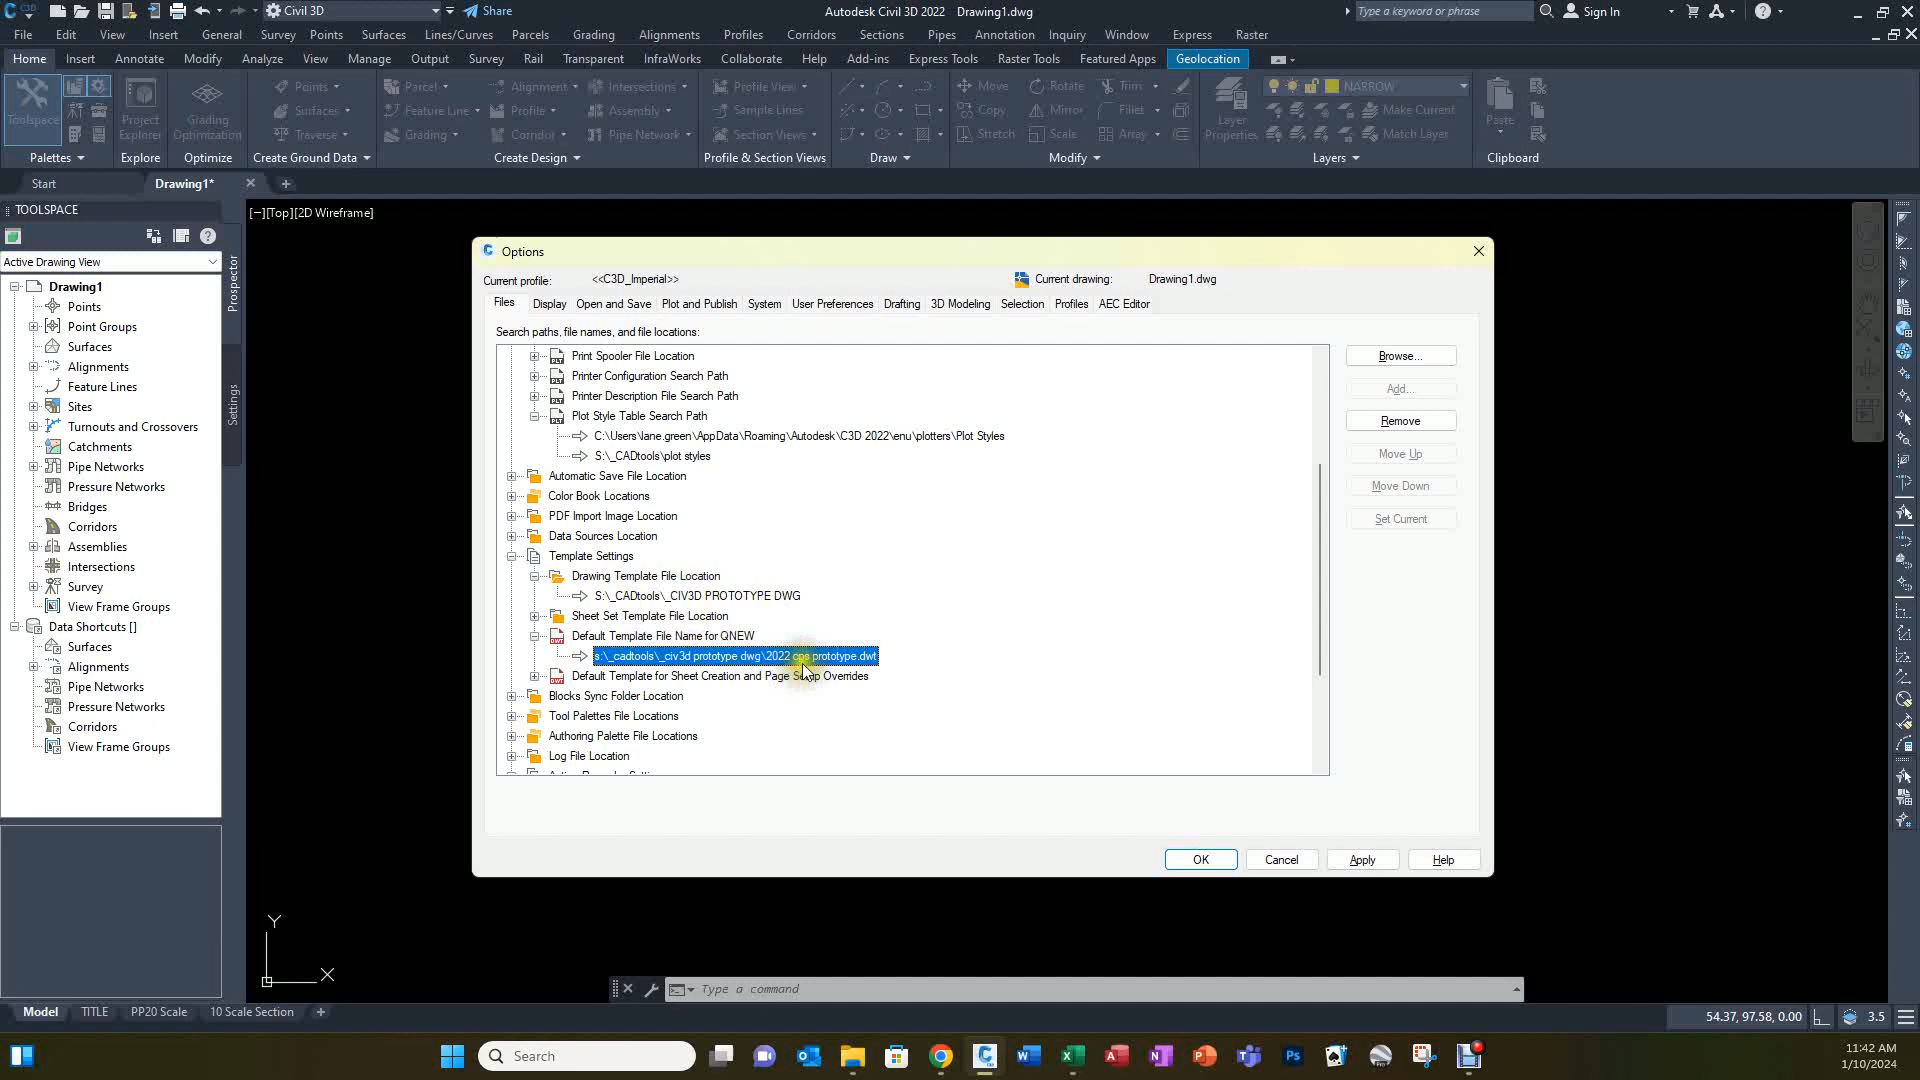 C3D Civil 3D Share Autodesk Civil 3D 2022 Drawing1.dwg Type a keyword or phrase Sign In
File Edit View Insert General Survey Points Surfaces Lines/Curves Parcels Grading Alignments Profiles Corridors Sections Pipes Annotation Inquiry Window Express Raster
Home Insert Annotate Modify Analyze View Manage Output Survey Rail Transparent InfraWorks Collaborate Help Add-ins Express Tools Raster Tools Featured Apps Geolocation
Points Parcel Alignment Intersections Profile View Move Rotate Trim NARROW
Surfaces Feature Line Profile Assembly Sample Lines Copy Mirror Fillet Make Current
Toolspace Project Explorer Grading Optimization Traverse Grading Corridor Pipe Network Section Views Stretch Scale Array Layer Properties Match Layer Paste
Palettes Explore Optimize Create Ground Data Create Design Profile & Section Views Draw Modify Layers Clipboard
Start Drawing1*
TOOLSPACE
[−][Top][2D Wireframe]
Active Drawing View
Prospector
Settings
Drawing1
Points
Point Groups
Surfaces
Alignments
Feature Lines
Sites
Turnouts and Crossovers
Catchments
Pipe Networks
Pressure Networks
Bridges
Corridors
Assemblies
Intersections
Survey
View Frame Groups
Data Shortcuts []
Surfaces
Alignments
Pipe Networks
Pressure Networks
Corridors
View Frame Groups
Options
Current profile: <<C3D_Imperial>> Current drawing: Drawing1.dwg
Files Display Open and Save Plot and Publish System User Preferences Drafting 3D Modeling Selection Profiles AEC Editor
Search paths, file names, and file locations:
Print Spooler File Location
Printer Configuration Search Path
Printer Description File Search Path
Plot Style Table Search Path
C:\Users\lane.green\AppData\Roaming\Autodesk\C3D 2022\enu\plotters\Plot Styles
S:\_CADtools\plot styles
Automatic Save File Location
Color Book Locations
PDF Import Image Location
Data Sources Location
Template Settings
Drawing Template File Location
S:\_CADtools\_CIV3D PROTOTYPE DWG
Sheet Set Template File Location
Default Template File Name for QNEW
s:\_cadtools\_civ3d prototype dwg\2022 cps prototype.dwt
Default Template for Sheet Creation and Page Setup Overrides
Blocks Sync Folder Location
Tool Palettes File Locations
Authoring Palette File Locations
Log File Location
Browse...
Add...
Remove
Move Up
Move Down
Set Current
OK Cancel Apply Help
Y
X
Type a command
Model TITLE PP20 Scale 10 Scale Section
54.37, 97.58, 0.00 3.5
Search
11:42 AM
1/10/2024